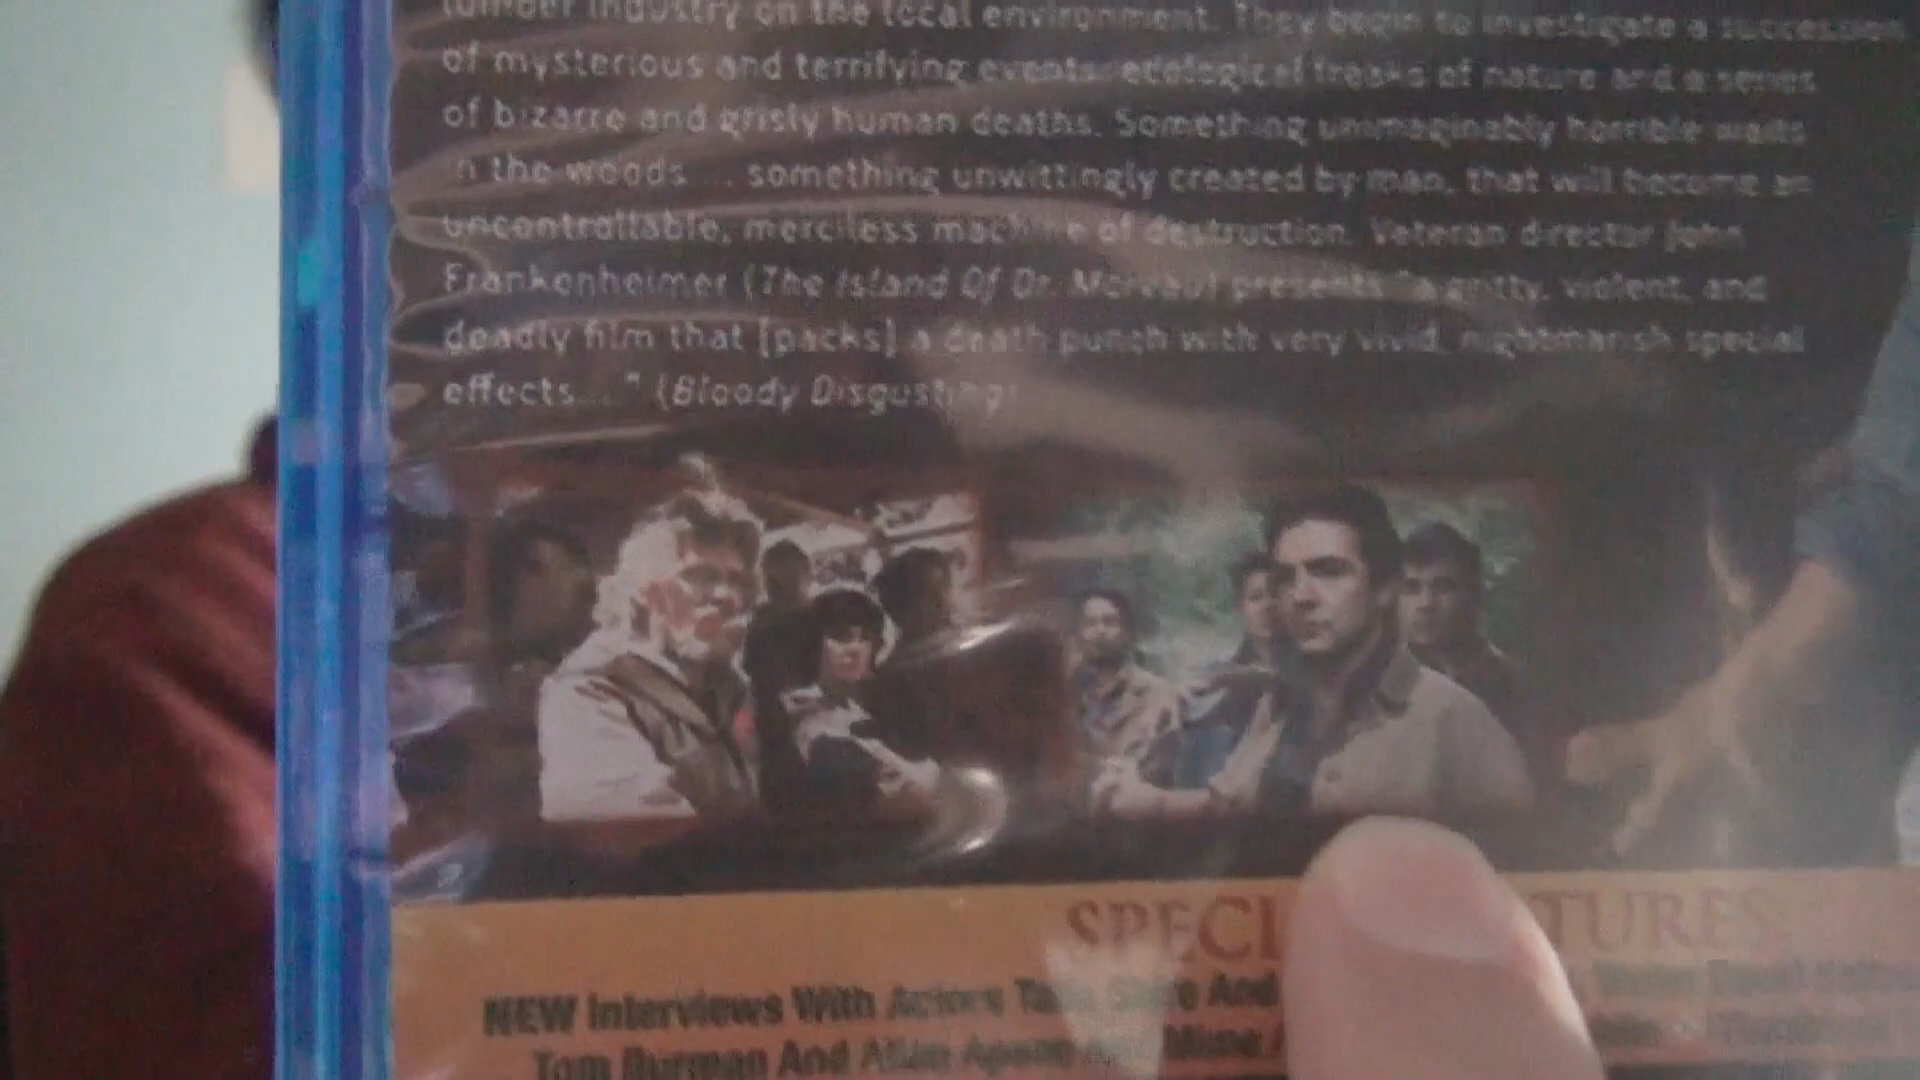 lumber industry on the local environment. They begin to investigate a succession
of mysterious and terrifying events: ecological freaks of nature and a series
of bizarre and grisly human deaths. Something unimaginably horrible waits
n the woods ... something unwittingly created by man, that will become an
uncontrollable, merciless machine of destruction. Veteran director John
Frankenheimer (The Island Of Dr. Moreau) presents "a gritty, violent, and
deadly film that [packs] a death punch with very vivid, nightmarish special
effects..." (Bloody Disgusting)
SPECI TURES
NEW Interviews With Actors And
Tom Burman And Allan Mime